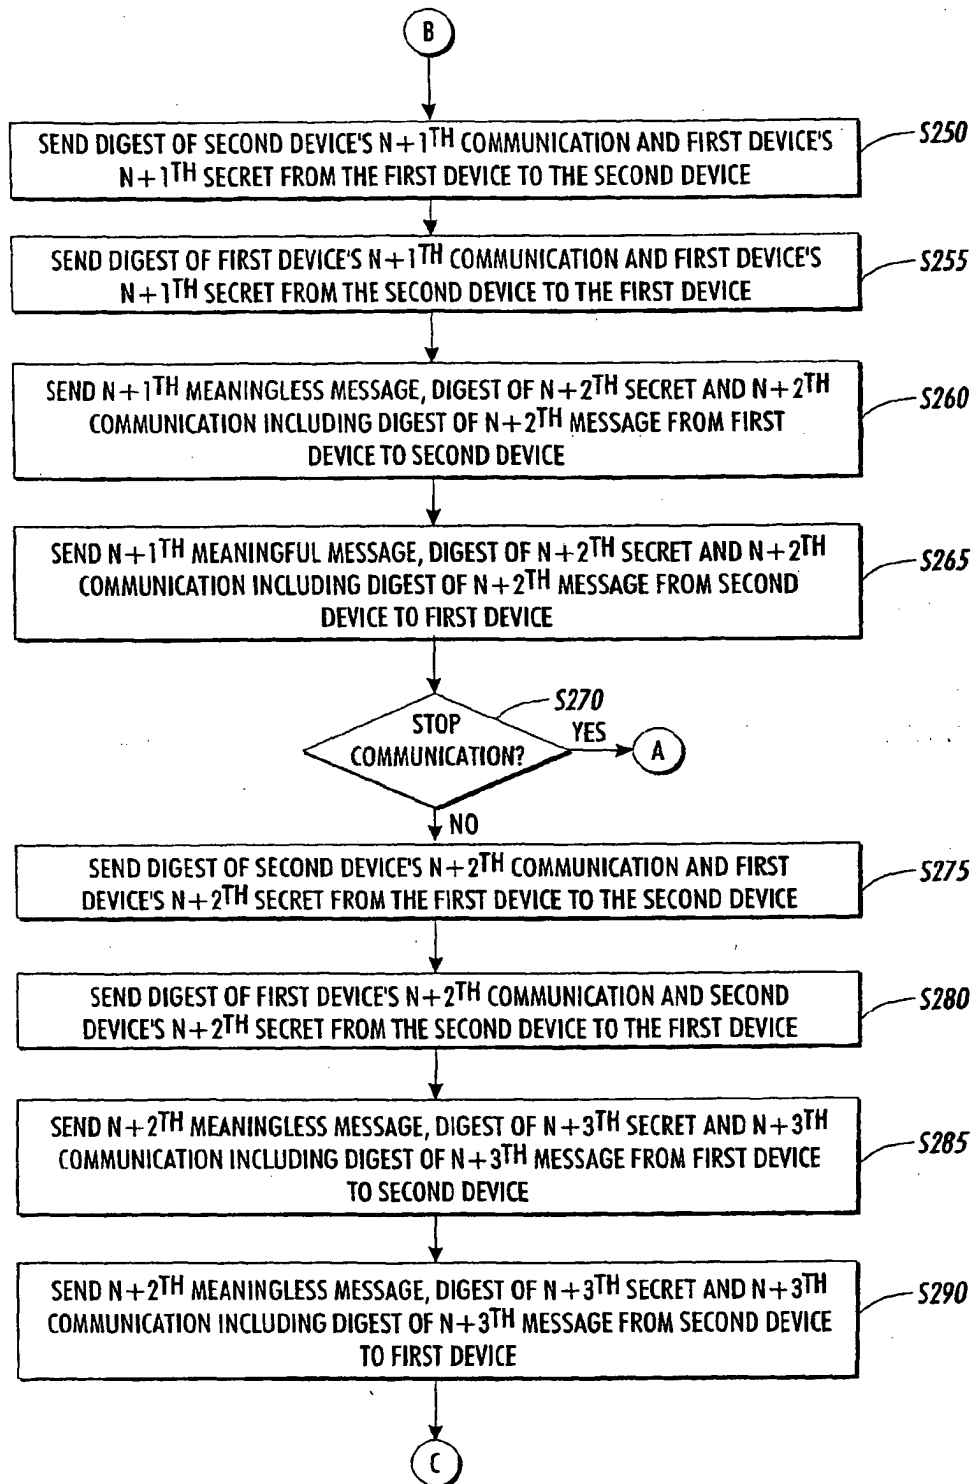 B
SEND DIGEST OF SECOND DEVICE'S N+1TH COMMUNICATION AND FIRST DEVICE'S
N+1TH SECRET FROM THE FIRST DEVICE TO THE SECOND DEVICE
S250
SEND DIGEST OF FIRST DEVICE'S N+1TH COMMUNICATION AND FIRST DEVICE'S
N+1TH SECRET FROM THE SECOND DEVICE TO THE FIRST DEVICE
S255
SEND N+1TH MEANINGLESS MESSAGE, DIGEST OF N+2TH SECRET AND N+2TH
COMMUNICATION INCLUDING DIGEST OF N+2TH MESSAGE FROM FIRST
DEVICE TO SECOND DEVICE
S260
SEND N+1TH MEANINGFUL MESSAGE, DIGEST OF N+2TH SECRET AND N+2TH
COMMUNICATION INCLUDING DIGEST OF N+2TH MESSAGE FROM SECOND
DEVICE TO FIRST DEVICE
S265
S270
STOP
COMMUNICATION?
YES
A
NO
SEND DIGEST OF SECOND DEVICE'S N+2TH COMMUNICATION AND FIRST
DEVICE'S N+2TH SECRET FROM THE FIRST DEVICE TO THE SECOND DEVICE
S275
SEND DIGEST OF FIRST DEVICE'S N+2TH COMMUNICATION AND SECOND
DEVICE'S N+2TH SECRET FROM THE SECOND DEVICE TO THE FIRST DEVICE
S280
SEND N+2TH MEANINGLESS MESSAGE, DIGEST OF N+3TH SECRET AND N+3TH
COMMUNICATION INCLUDING DIGEST OF N+3TH MESSAGE FROM FIRST DEVICE
TO SECOND DEVICE
S285
SEND N+2TH MEANINGLESS MESSAGE, DIGEST OF N+3TH SECRET AND N+3TH
COMMUNICATION INCLUDING DIGEST OF N+3TH MESSAGE FROM SECOND DEVICE
TO FIRST DEVICE
S290
C